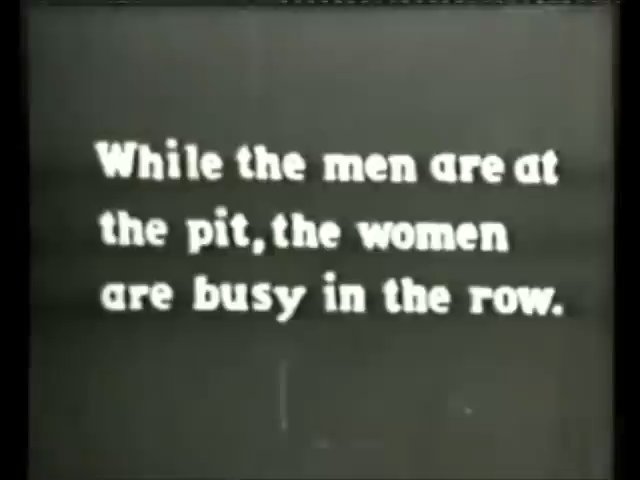 While the men are at
the pit, the women
are busy in the row.